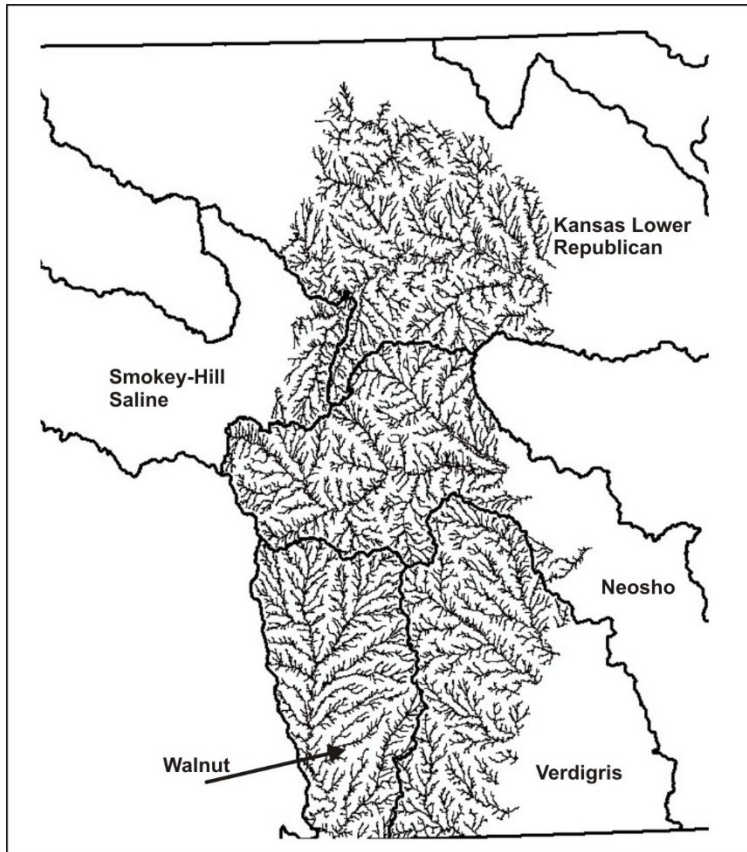 Kansas Lower
Republican
Smokey-Hill
Saline
Neosho
Walnut
Verdigris